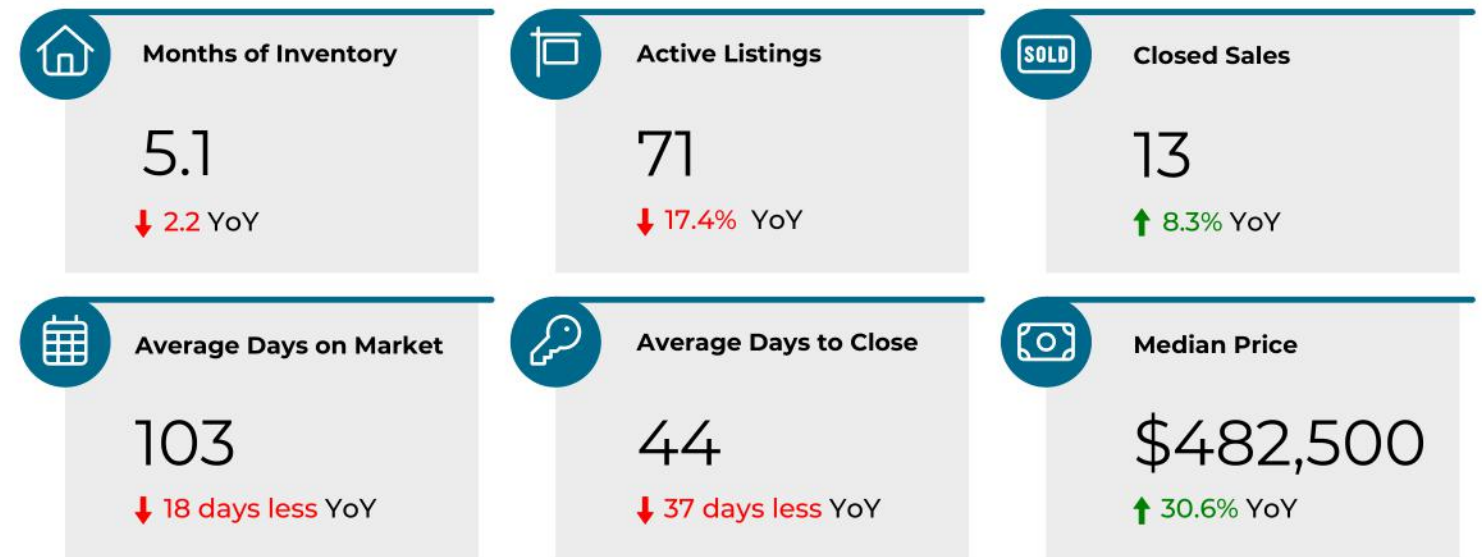 Months of Inventory
5.1
↓ 2.2 YoY
Active Listings
71
↓ 17.4% YoY
SOLD
Closed Sales
13
↑ 8.3% YoY
Average Days on Market
103
↓ 18 days less YoY
Average Days to Close
44
↓ 37 days less YoY
Median Price
$482,500
↑ 30.6% YoY